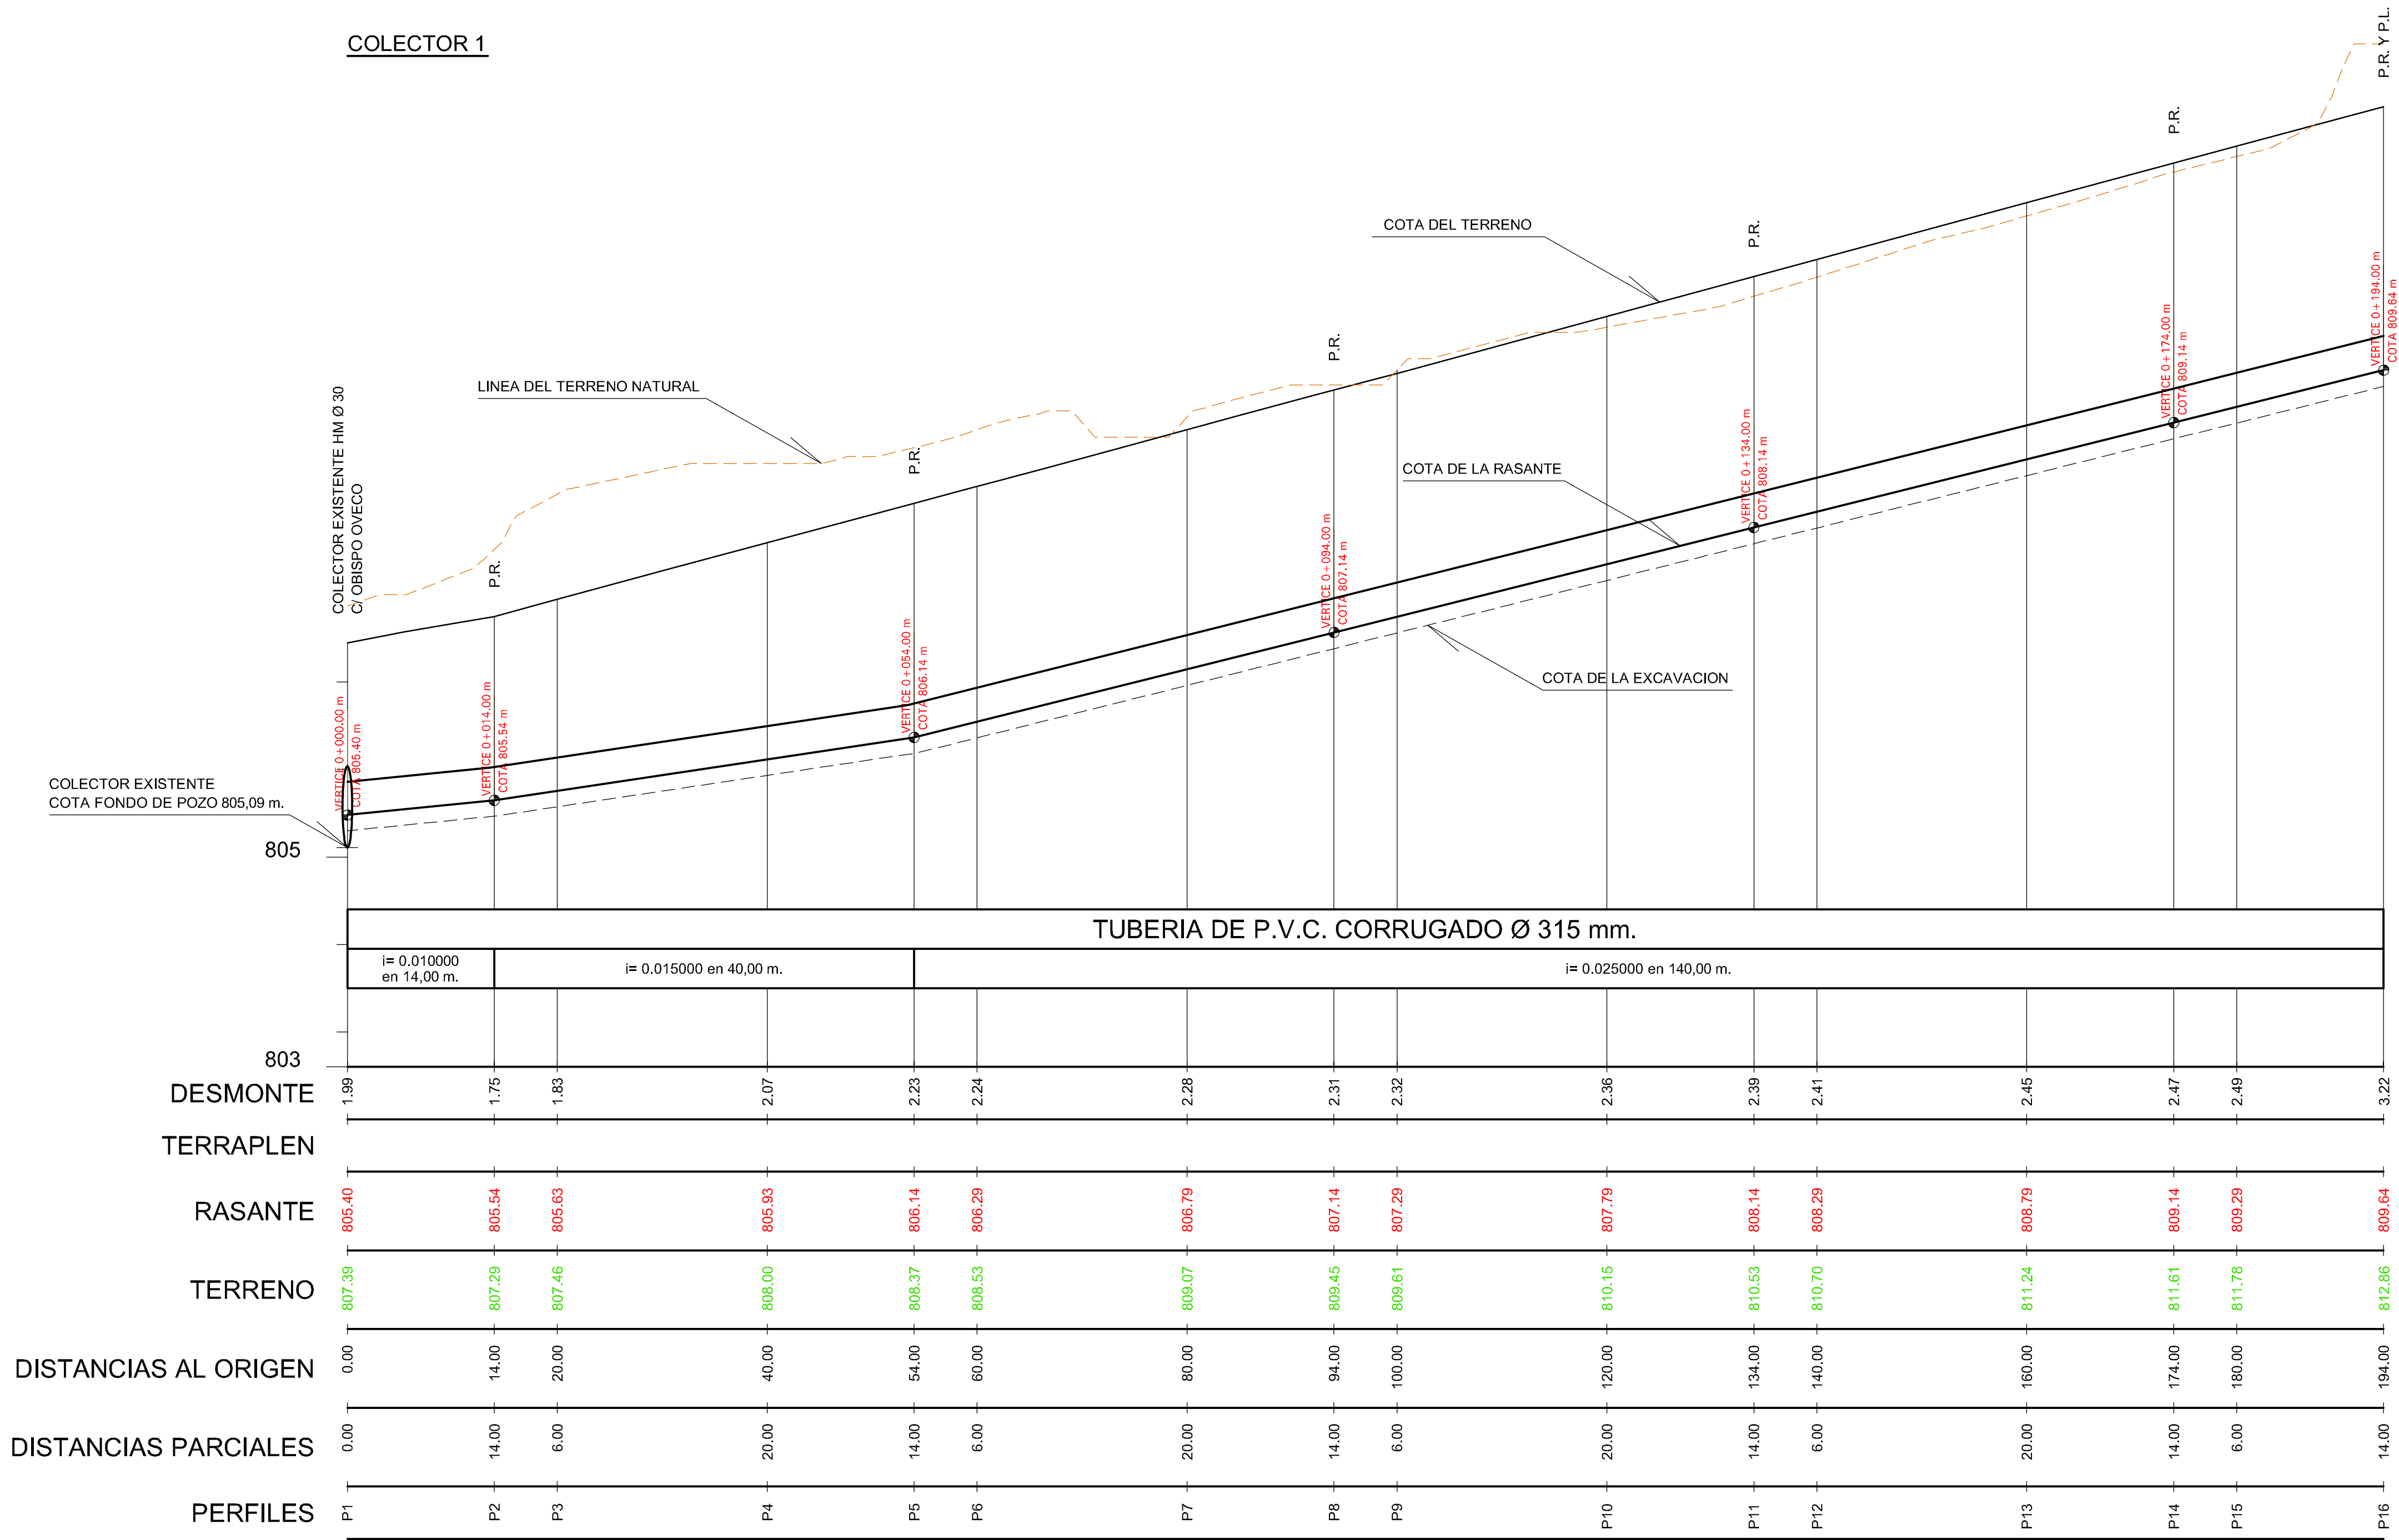 COLECTOR 1
P.R. Y P.L.
P.R.
P.R.
P.R.
P.R.
P.R.
COTA DEL TERRENO
LINEA DEL TERRENO NATURAL
COTA DE LA RASANTE
COTA DE LA EXCAVACION
COLECTOR EXISTENTE HM Ø 30
C/ OBISPO OVECO
VERTICE 0+000.00 m
COTA 805.40 m
VERTICE 0+014.00 m
COTA 805.54 m
VERTICE 0+054.00 m
COTA 806.14 m
VERTICE 0+094.00 m
COTA 807.14 m
VERTICE 0+134.00 m
COTA 808.14 m
VERTICE 0+174.00 m
COTA 809.14 m
VERTICE 0+194.00 m
COTA 809.64 m
COLECTOR EXISTENTE
COTA FONDO DE POZO 805,09 m.
805
TUBERIA DE P.V.C. CORRUGADO Ø 315 mm.
i= 0.010000
en 14,00 m.
i= 0.015000 en 40,00 m.
i= 0.025000 en 140,00 m.
803
DESMONTE 1.99 1.75 1.83 2.07 2.23 2.24 2.28 2.31 2.32 2.36 2.39 2.41 2.45 2.47 2.49 3.22
TERRAPLEN
RASANTE 805.40 805.54 805.63 805.93 806.14 806.29 806.79 807.14 807.29 807.79 808.14 808.29 808.79 809.14 809.29 809.64
TERRENO 807.39 807.29 807.46 808.00 808.37 808.53 809.07 809.45 809.61 810.15 810.53 810.70 811.24 811.61 811.78 812.86
DISTANCIAS AL ORIGEN 0.00 14.00 20.00 40.00 54.00 60.00 80.00 94.00 100.00 120.00 134.00 140.00 160.00 174.00 180.00 194.00
DISTANCIAS PARCIALES 0.00 14.00 6.00 20.00 14.00 6.00 20.00 14.00 6.00 20.00 14.00 6.00 20.00 14.00 6.00 14.00
PERFILES P1 P2 P3 P4 P5 P6 P7 P8 P9 P10 P11 P12 P13 P14 P15 P16